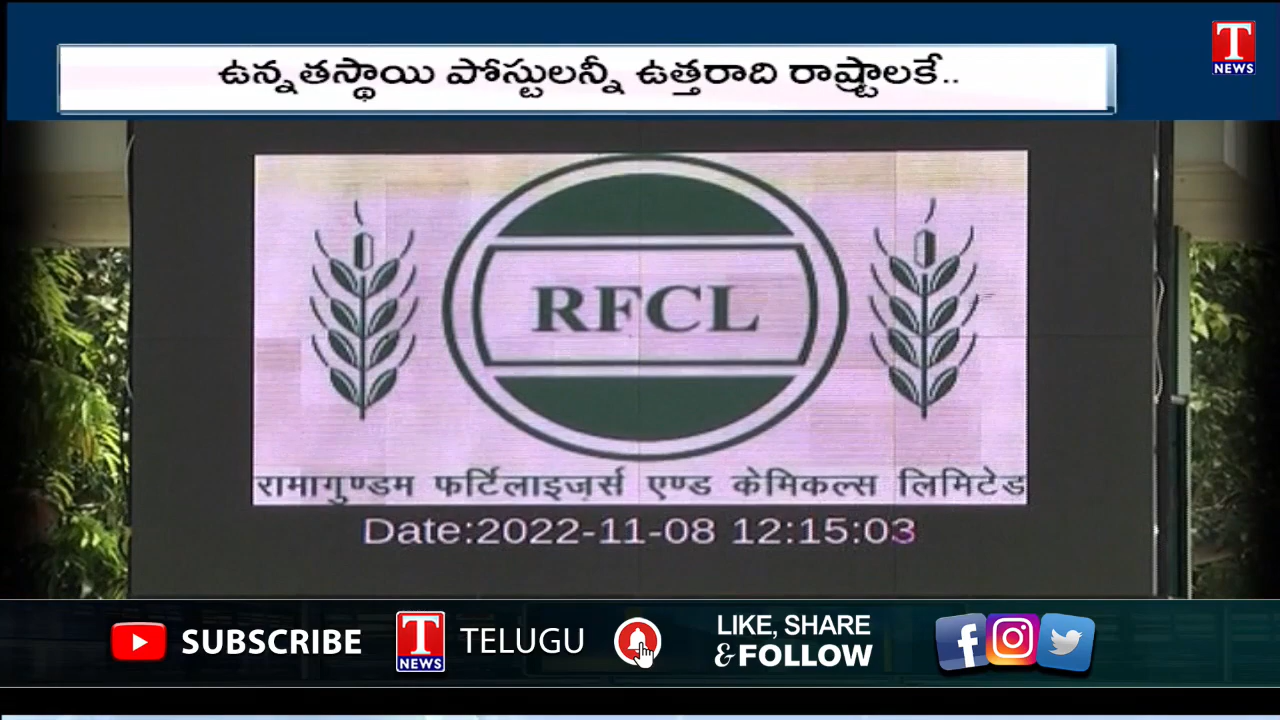 ఉన్నతస్థాయి పోస్టులన్నీ ఉత్తరాది రాష్ట్రాలకే..
T
NEWS
RFCL
रामागुण्डम फर्टिलाइजर्स एण्ड केमिकल्स लिमिटेड
Date:2022-11-08 12:15:03
SUBSCRIBE
T
NEWS
TELUGU
LIKE, SHARE
& FOLLOW